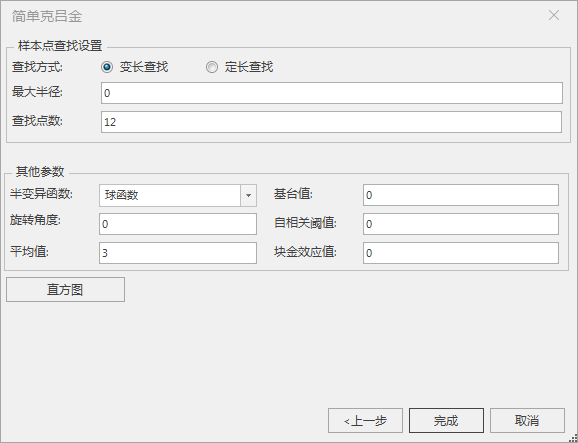 简单克吕金
样本点查找设置
查找方式: 变长查找 定长查找
最大半径: 0
查找点数: 12
其他参数
半变异函数: 球函数 基台值: 0
旋转角度: 0 自相关阈值: 0
平均值: 3 块金效应值: 0
直方图
<上一步 完成 取消